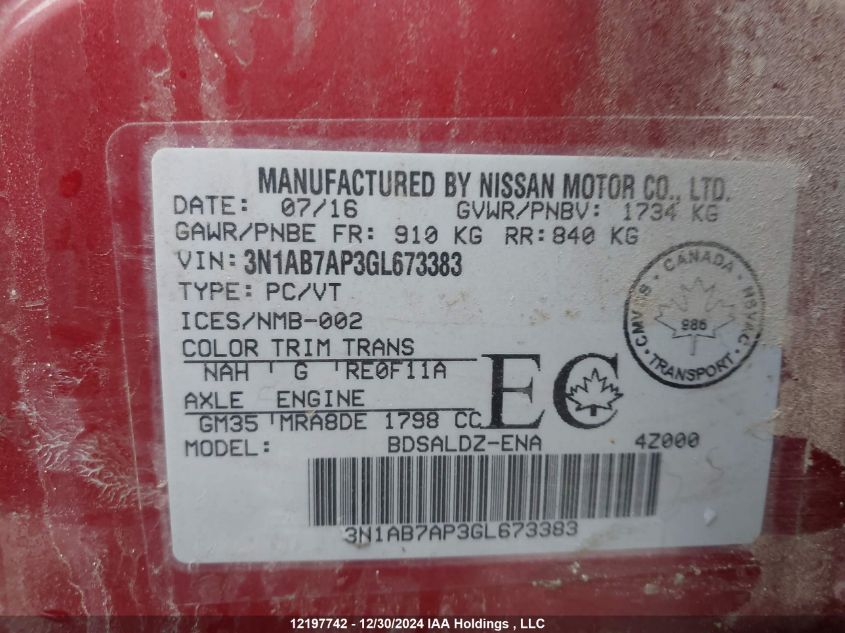 MANUFACTURED BY NISSAN MOTOR CO., LTD.
DATE: 07/16 GVWR/PNBV: 1734 KG
GAWR/PNBE FR: 910 KG RR: 840 KG
VIN: 3N1AB7AP3GL673383
TYPE: PC/VT
ICES/NMB-002
COLOR TRIM TRANS
NAH G RE0F11A
AXLE ENGINE
GM35 MRA8DE 1798 CC
EC
MODEL: BDSALDZ-ENA 4Z000
3N1AB7AP3GL673383
CANADA
NSVAC
TRANSPORT
CMVSS
986
12197742 - 12/30/2024 IAA Holdings , LLC